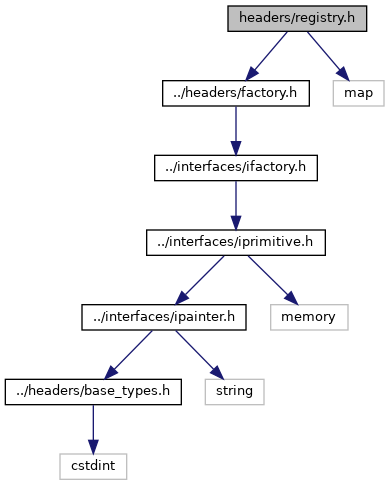 headers/registry.h
../headers/factory.h
map
../interfaces/ifactory.h
../interfaces/iprimitive.h
../interfaces/ipainter.h
memory
../headers/base_types.h
string
cstdint